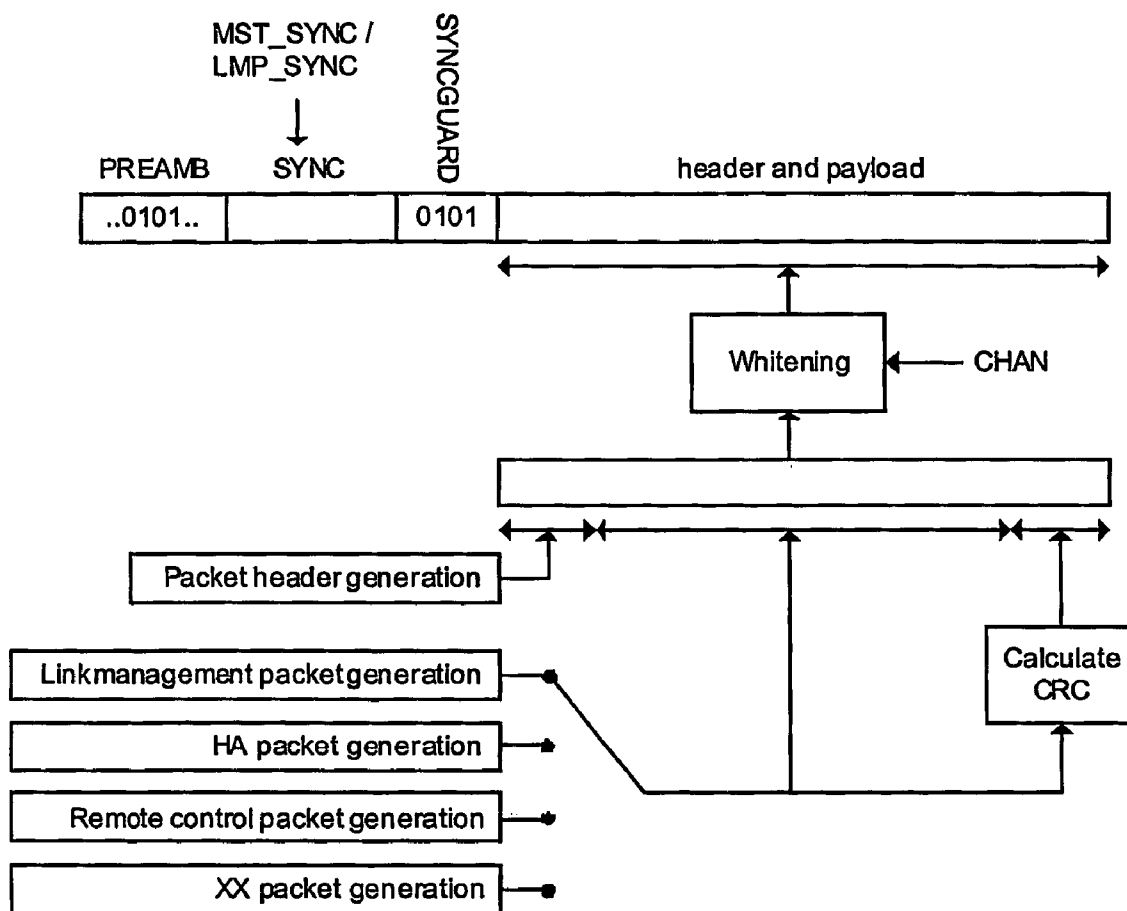 MST_SYNC /
LMP_SYNC
SYNCGUARD
PREAMB
SYNC
header and payload
..0101..
0101
Whitening
CHAN
Packet header generation
Linkmanagement packet generation
Calculate
CRC
HA packet generation
Remote control packet generation
XX packet generation